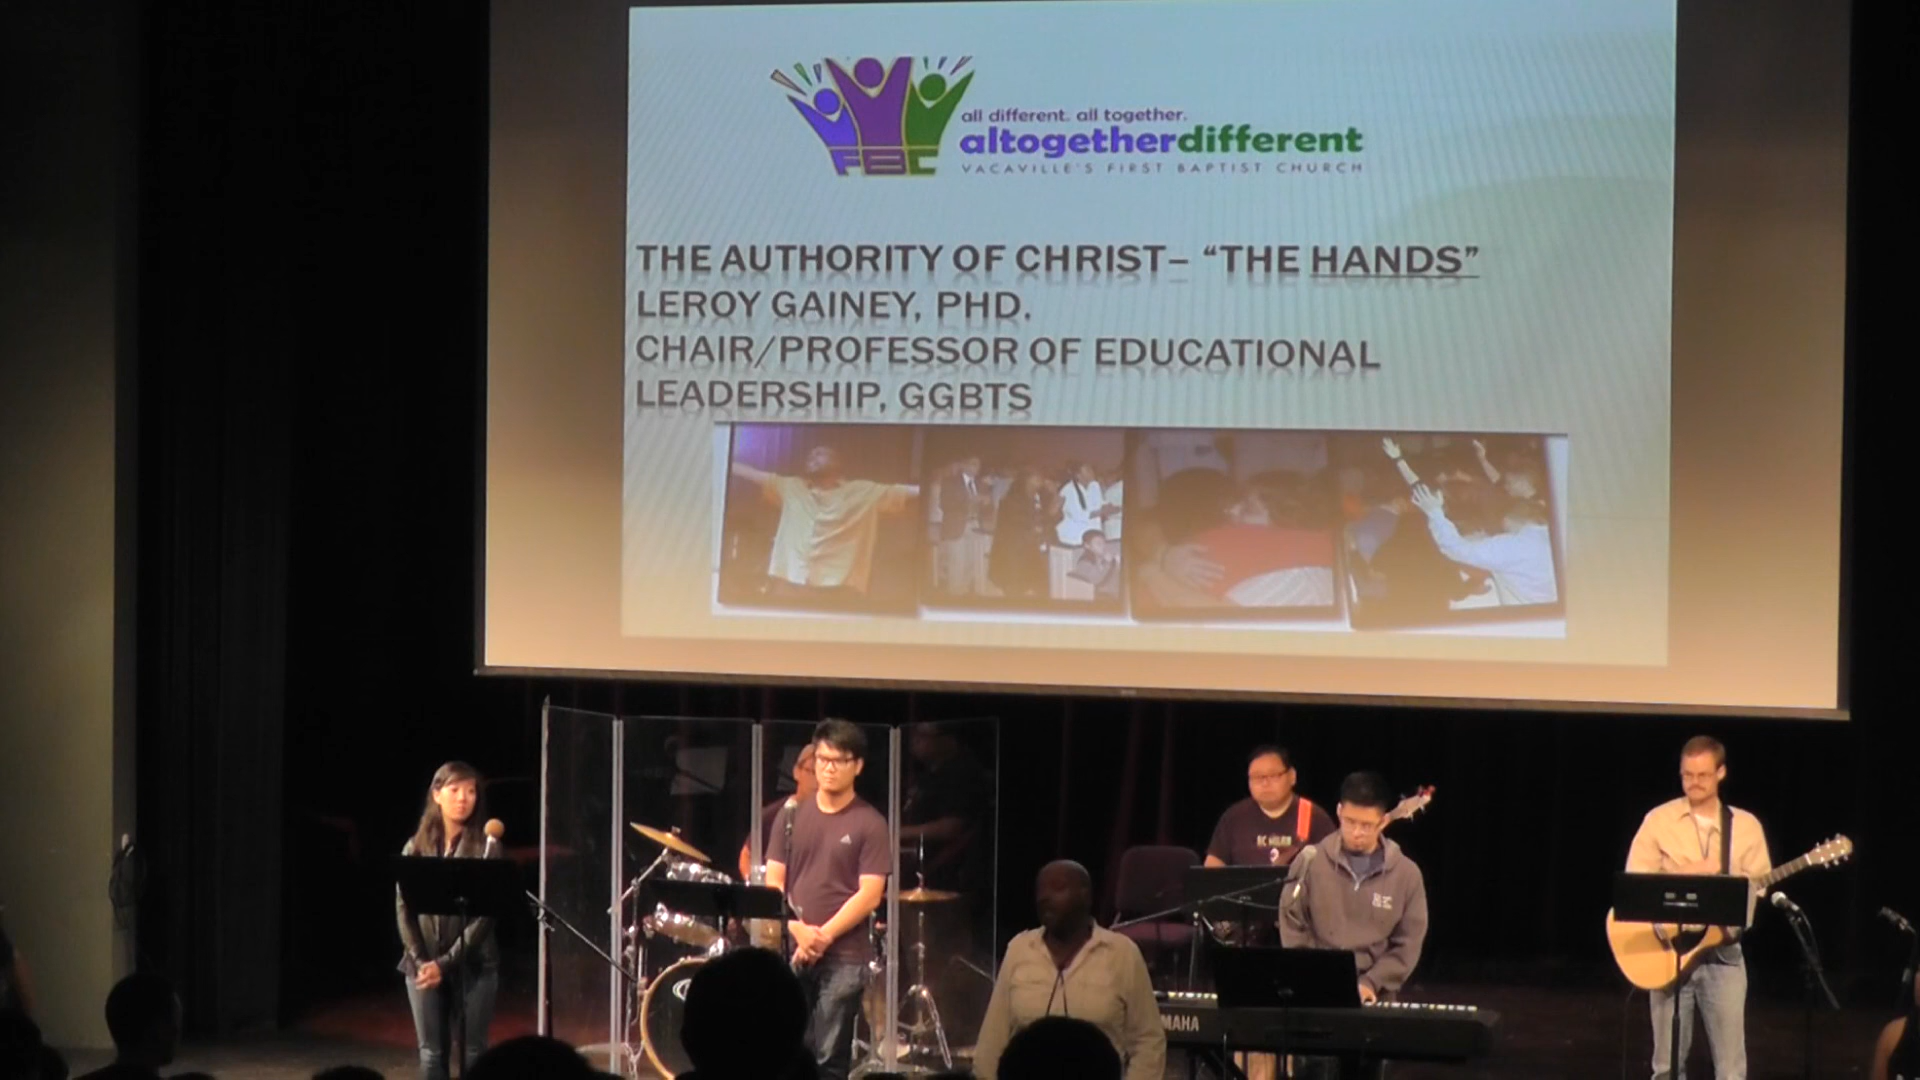 all different. all together.
altogetherdifferent
FBC
VACAVILLE'S FIRST BAPTIST CHURCH
THE AUTHORITY OF CHRIST– “THE HANDS”
LEROY GAINEY, PHD.
CHAIR/PROFESSOR OF EDUCATIONAL
LEADERSHIP, GGBTS
AMAHA